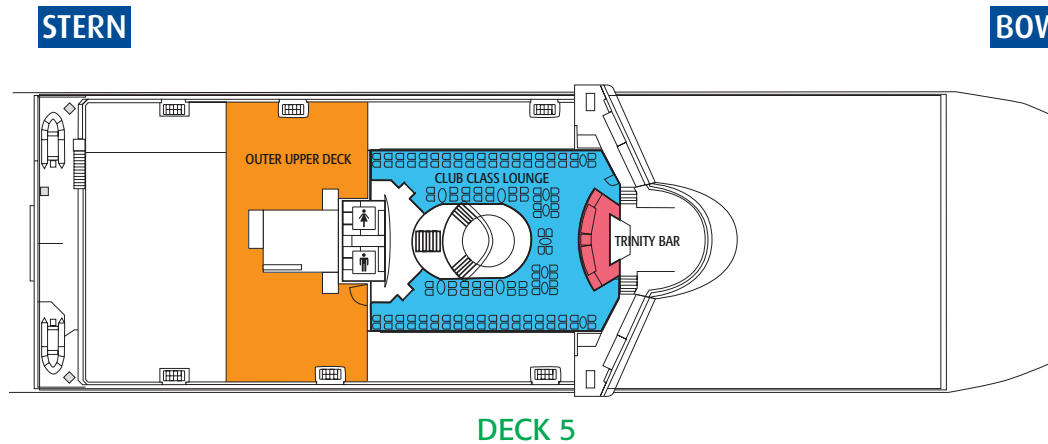 STERN
BOW
OUTER UPPER DECK
CLUB CLASS LOUNGE
TRINITY BAR
DECK 5